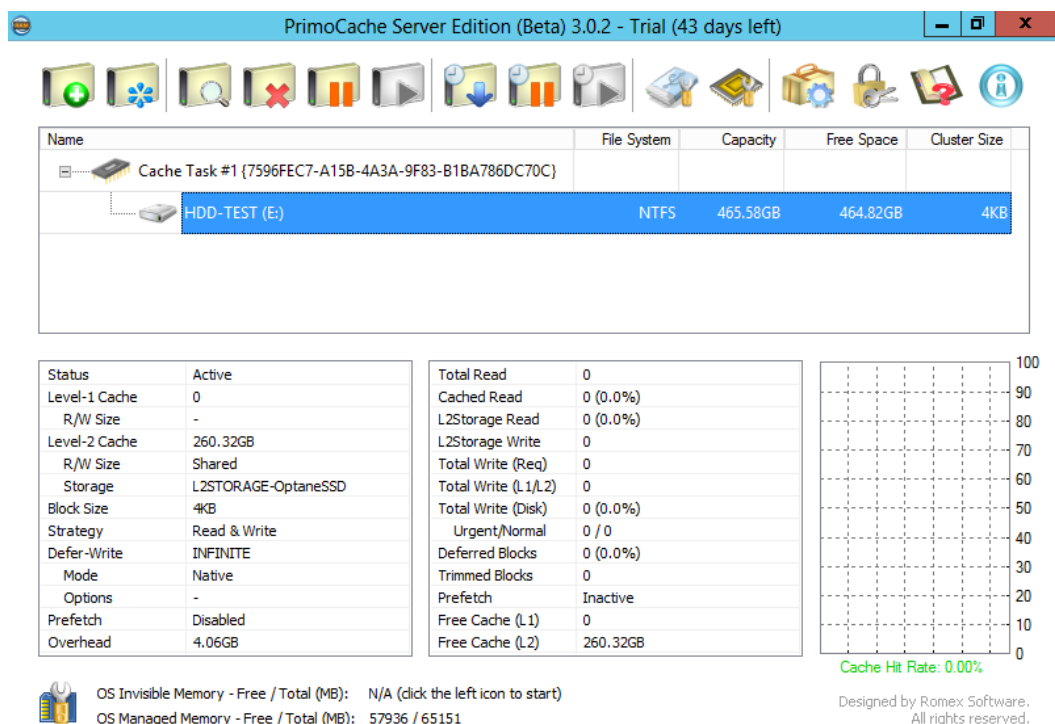 PrimoCache Server Edition (Beta) 3.0.2 - Trial (43 days left)
Name File System Capacity Free Space Cluster Size
Cache Task #1 {7596FEC7-A15B-4A3A-9F83-B1BA786DC70C}
HDD-TEST (E:) NTFS 465.58GB 464.82GB 4KB
Status Active
Level-1 Cache 0
R/W Size -
Level-2 Cache 260.32GB
R/W Size Shared
Storage L2STORAGE-OptaneSSD
Block Size 4KB
Strategy Read & Write
Defer-Write INFINITE
Mode Native
Options -
Prefetch Disabled
Overhead 4.06GB
Total Read 0
Cached Read 0 (0.0%)
L2Storage Read 0 (0.0%)
L2Storage Write 0
Total Write (Req) 0
Total Write (L1/L2) 0
Total Write (Disk) 0 (0.0%)
Urgent/Normal 0 / 0
Deferred Blocks 0 (0.0%)
Trimmed Blocks 0
Prefetch Inactive
Free Cache (L1) 0
Free Cache (L2) 260.32GB
100
90
80
70
60
50
40
30
20
10
0
Cache Hit Rate: 0.00%
OS Invisible Memory - Free / Total (MB): N/A (click the left icon to start)
OS Managed Memory - Free / Total (MB): 57936 / 65151
Designed by Romex Software.
All rights reserved.